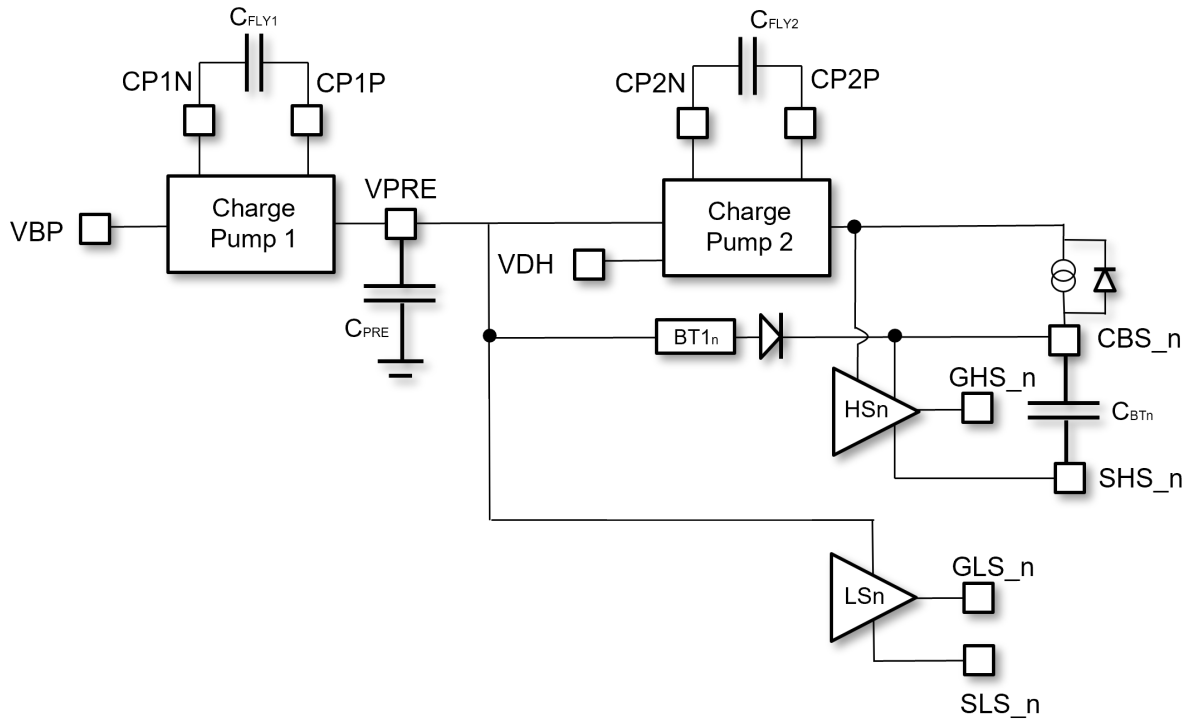 CFLY1
CFLY2
CP1N
CP1P
CP2N
CP2P
VPRE
VBP
Charge
Pump 1
Charge
Pump 2
VDH
CPRE
BT1n
CBS_n
GHS_n
HSn
CBTn
SHS_n
GLS_n
LSn
SLS_n